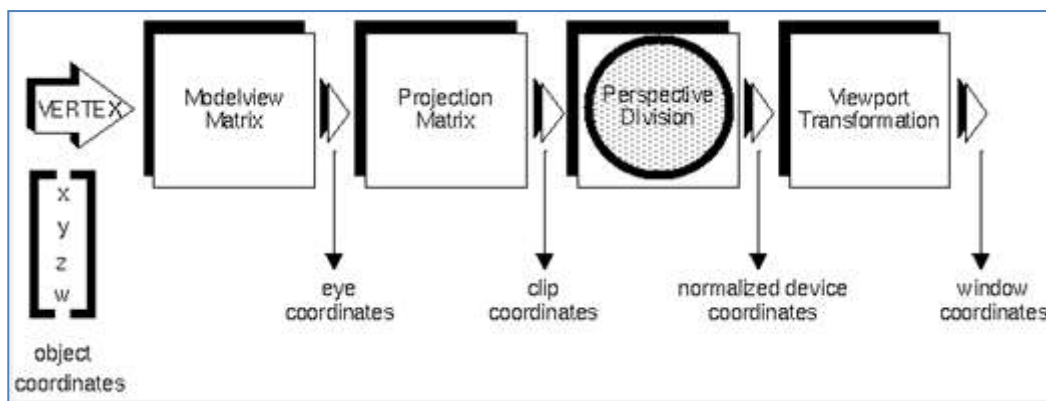 VERTEX
Modelview
Matrix
Projection
Matrix
Perspective
Division
Viewport
Transformation
x
y
z
w
object
coordinates
eye
coordinates
clip
coordinates
normalized device
coordinates
window
coordinates